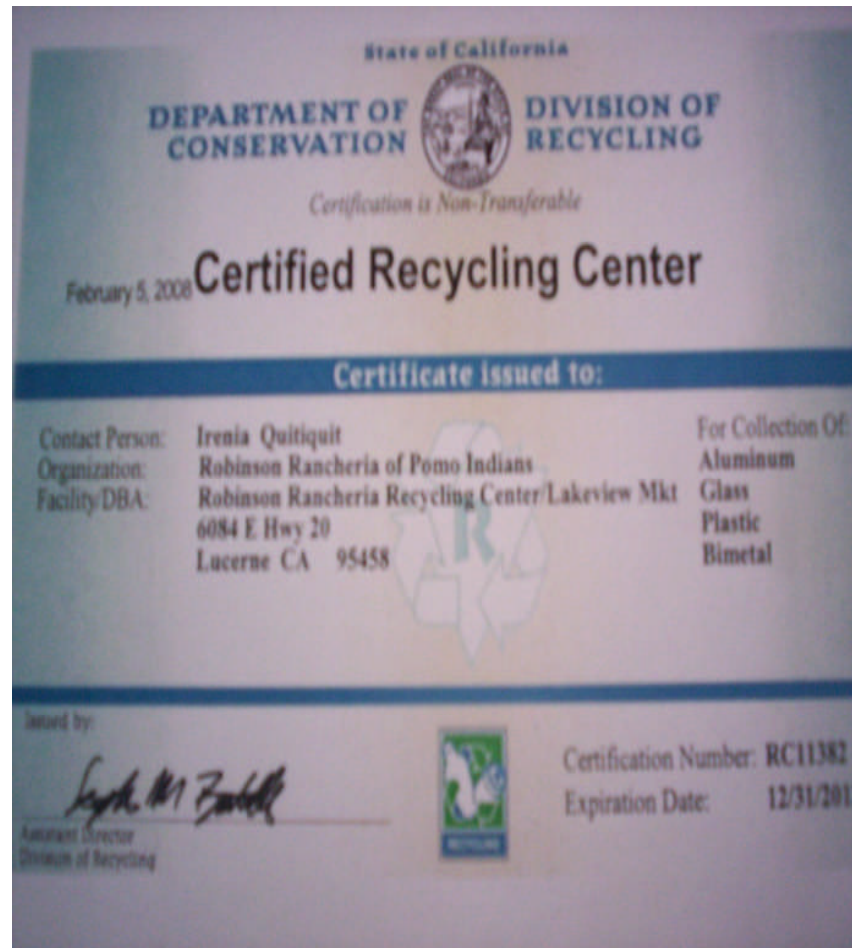 State of California
DEPARTMENT OF CONSERVATION
DIVISION OF RECYCLING
Certification is Non-Transferable
February 5, 2008 Certified Recycling Center
Certificate issued to:
Contact Person: Irenia Quitiquit
Organization: Robinson Rancheria of Pomo Indians
Facility/DBA: Robinson Rancheria Recycling Center/Lakeview Mkt
6084 E Hwy 20
Lucerne CA 95458
For Collection Of:
Aluminum
Glass
Plastic
Bimetal
R
Issued by:
Assistant Director
Division of Recycling
RECYCLING
Certification Number: RC11382
Expiration Date: 12/31/201